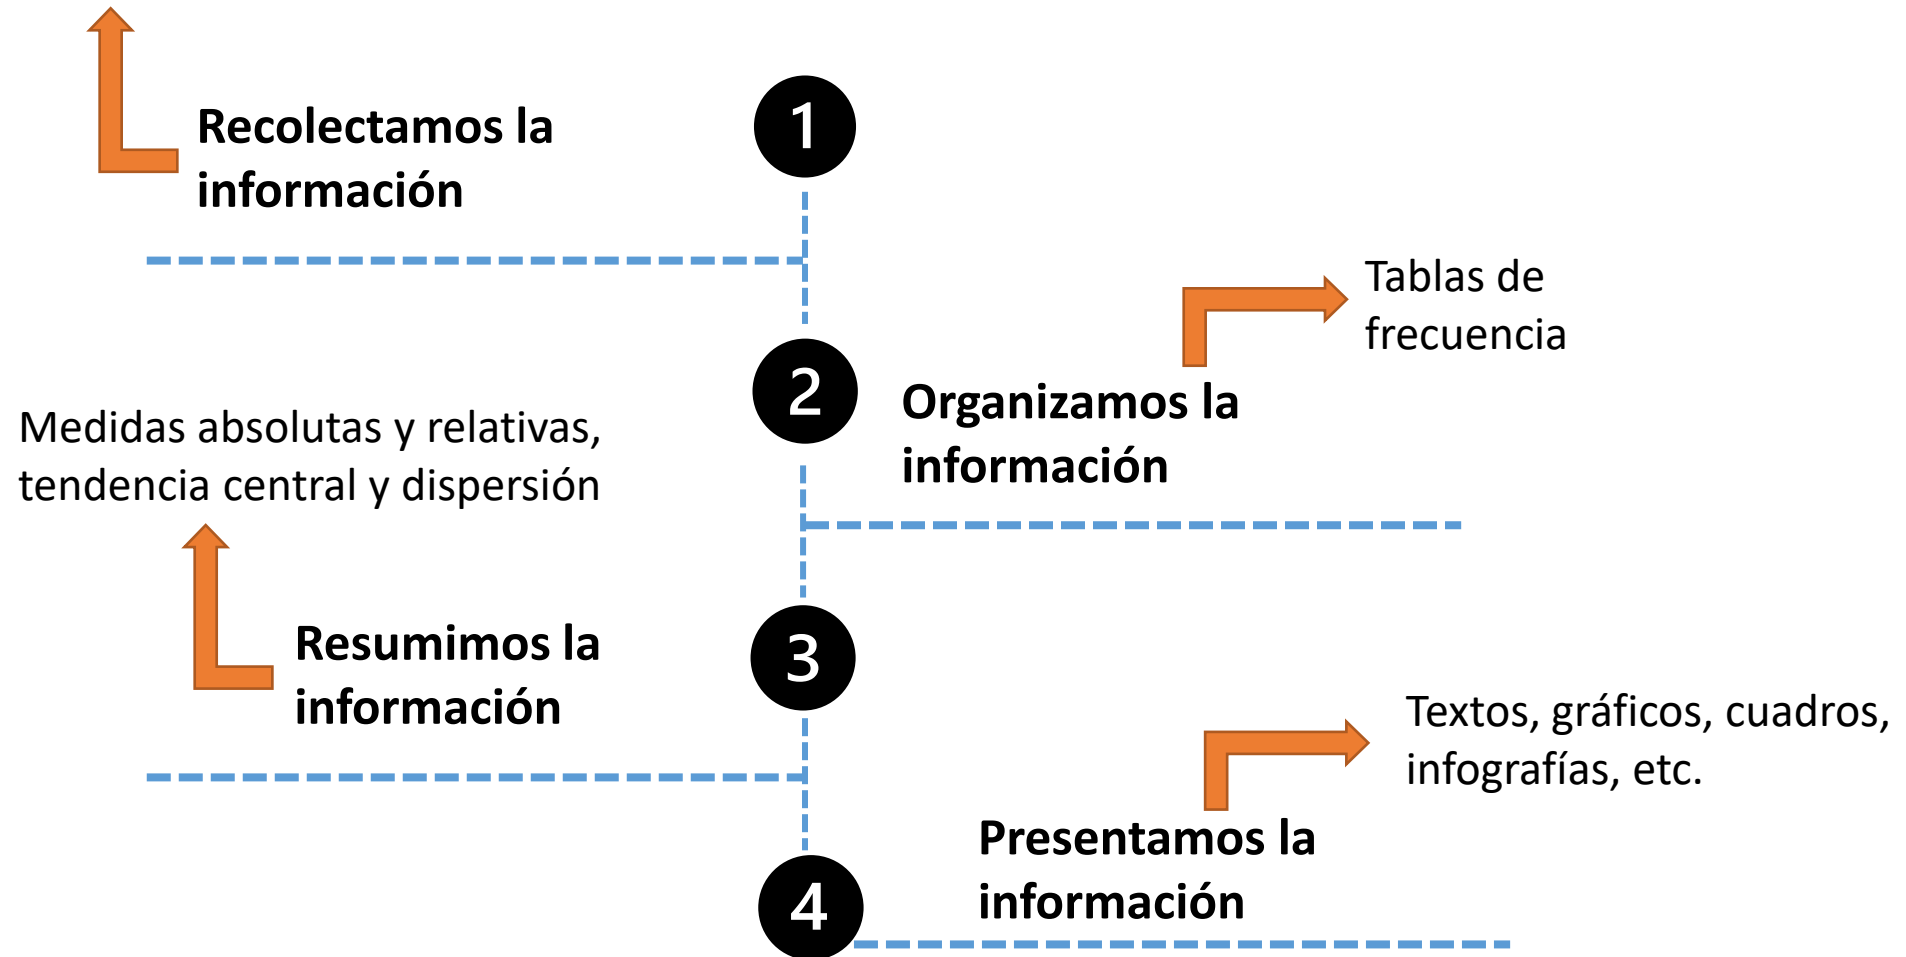 1
Recolectamos la
información
Tablas de
frecuencia
2
Organizamos la
información
Medidas absolutas y relativas,
tendencia central y dispersión
3
Resumimos la
información
Textos, gráficos, cuadros,
infografías, etc.
Presentamos la
información
4